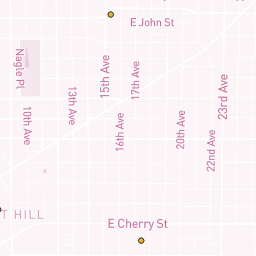 E John St
Nagle Pl
10th Ave
13th Ave
15th Ave
16th Ave
17th Ave
20th Ave
22nd Ave
23rd Ave
T HILL
E Cherry St